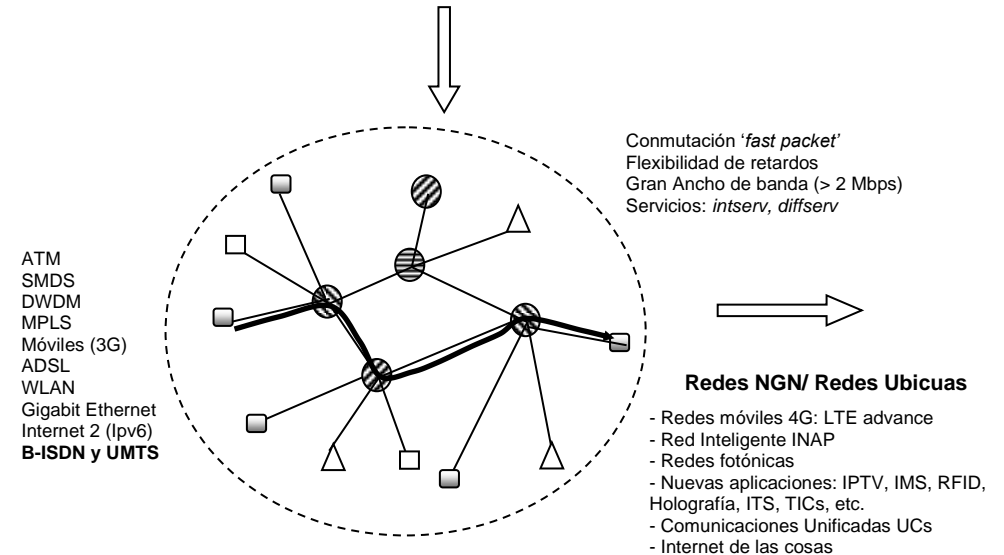 Conmutación ‘fast packet’
Flexibilidad de retardos
Gran Ancho de banda (> 2 Mbps)
Servicios: intserv, diffserv
ATM
SMDS
DWDM
MPLS
Móviles (3G)
ADSL
WLAN
Gigabit Ethernet
Internet 2 (Ipv6)
B-ISDN y UMTS
Redes NGN/ Redes Ubicuas
- Redes móviles 4G: LTE advance
- Red Inteligente INAP
- Redes fotónicas
- Nuevas aplicaciones: IPTV, IMS, RFID,
Holografía, ITS, TICs, etc.
- Comunicaciones Unificadas UCs
- Internet de las cosas